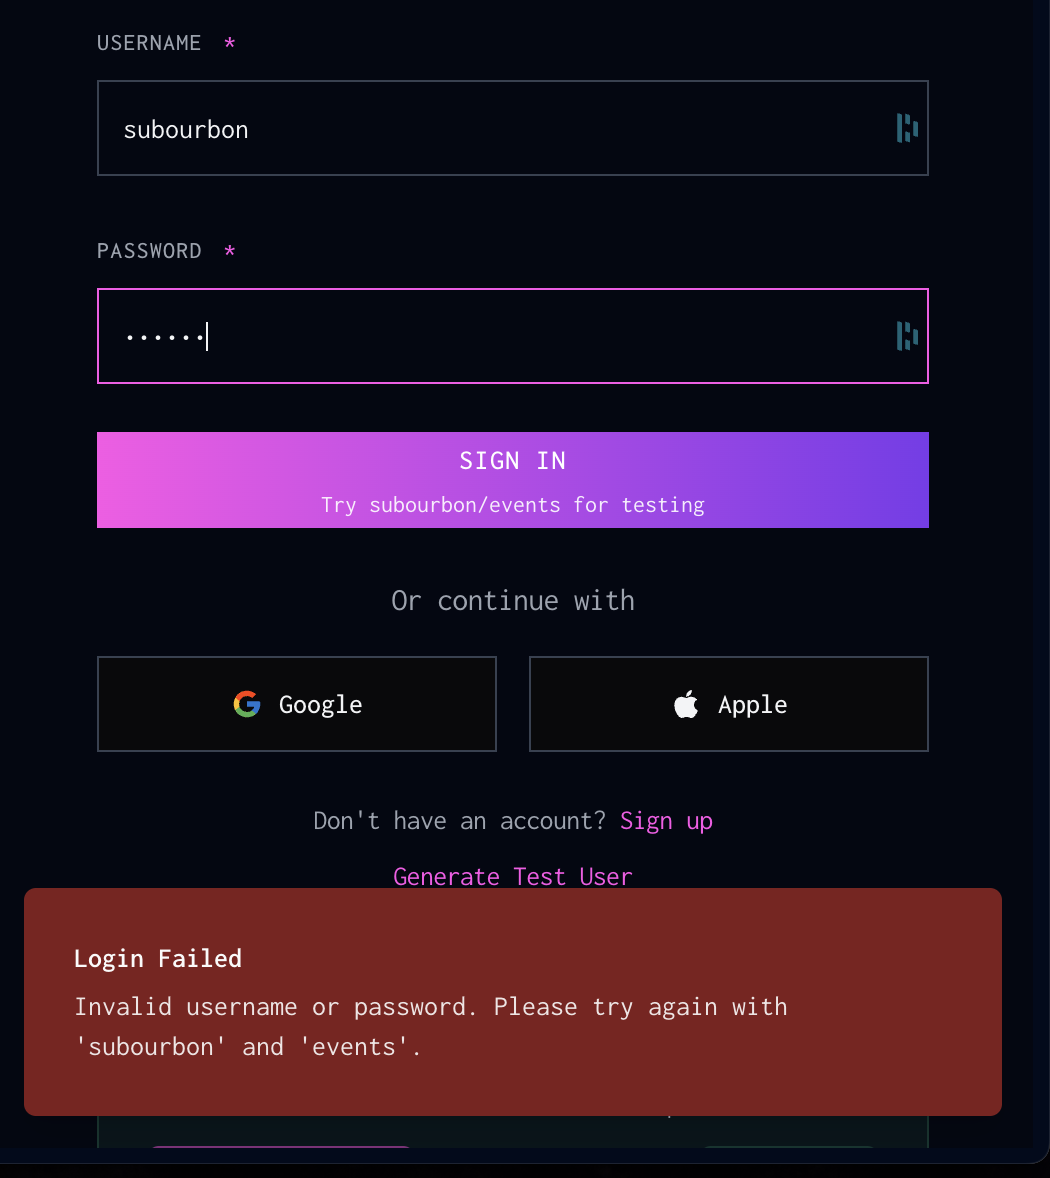 USERNAME *
subourbon
PASSWORD *
••••••
SIGN IN
Try subourbon/events for testing
Or continue with
Google
Apple
Don't have an account? Sign up
Generate Test User
Login Failed
Invalid username or password. Please try again with
'subourbon' and 'events'.